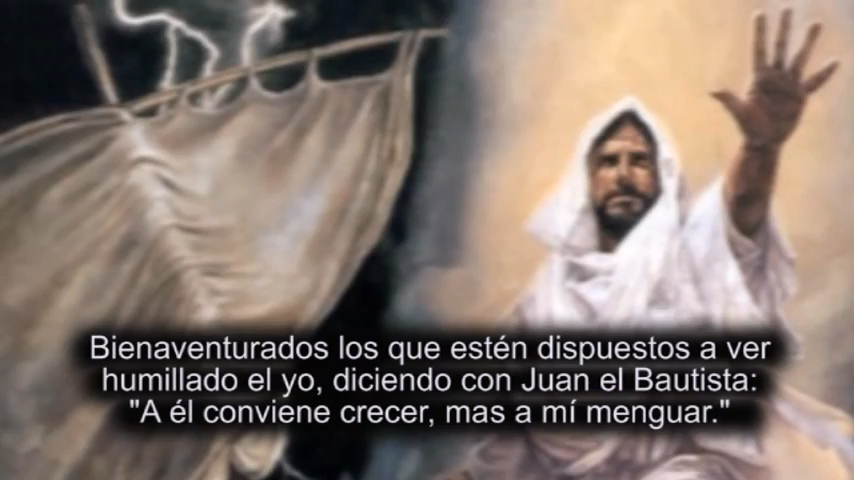 Bienaventurados los que estén dispuestos a ver
humillado el yo, diciendo con Juan el Bautista:
"A él conviene crecer, mas a mí menguar."